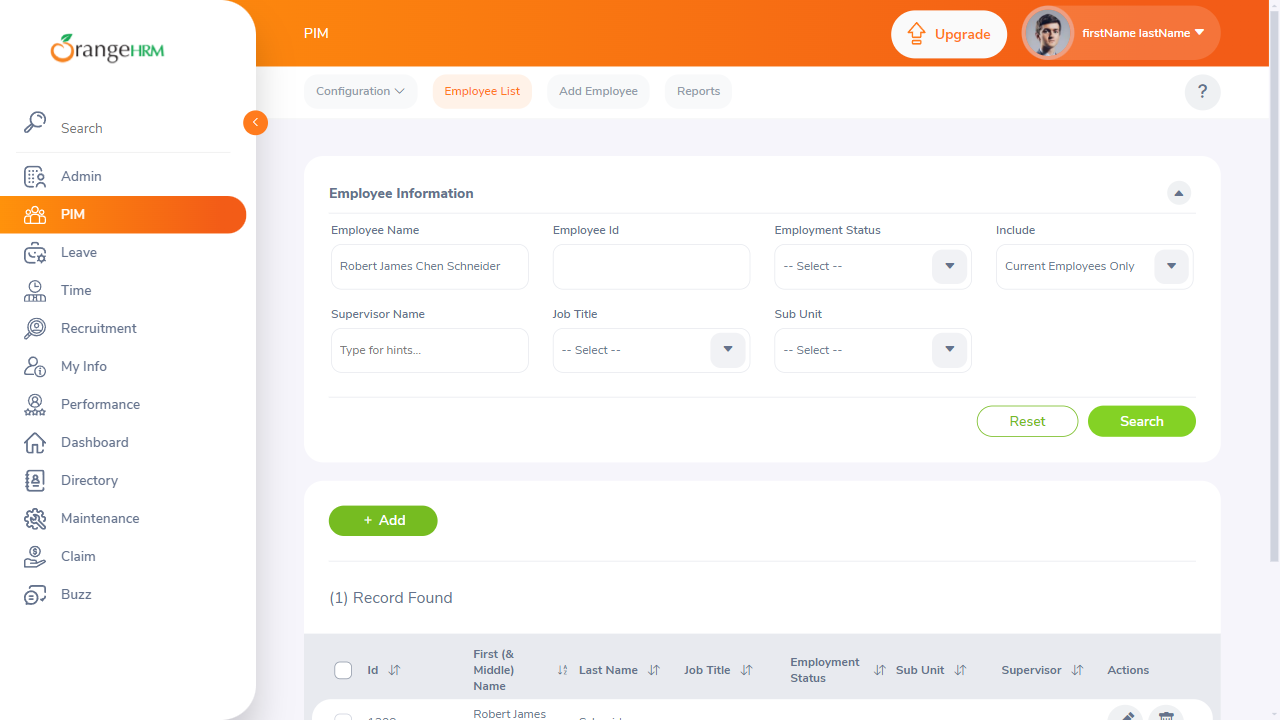 OrangeHRM
PIM
Upgrade
firstName lastName
Search
Admin
PIM
Leave
Time
Recruitment
My Info
Performance
Dashboard
Directory
Maintenance
Claim
Buzz
Configuration
Employee List
Add Employee
Reports
?
Employee Information
Employee Name
Employee Id
Employment Status
Include
Robert James Chen Schneider
-- Select --
Current Employees Only
Supervisor Name
Job Title
Sub Unit
Type for hints...
-- Select --
-- Select --
Reset
Search
+ Add
(1) Record Found
Id
First (& Middle) Name
Last Name
Job Title
Employment Status
Sub Unit
Supervisor
Actions
Robert James